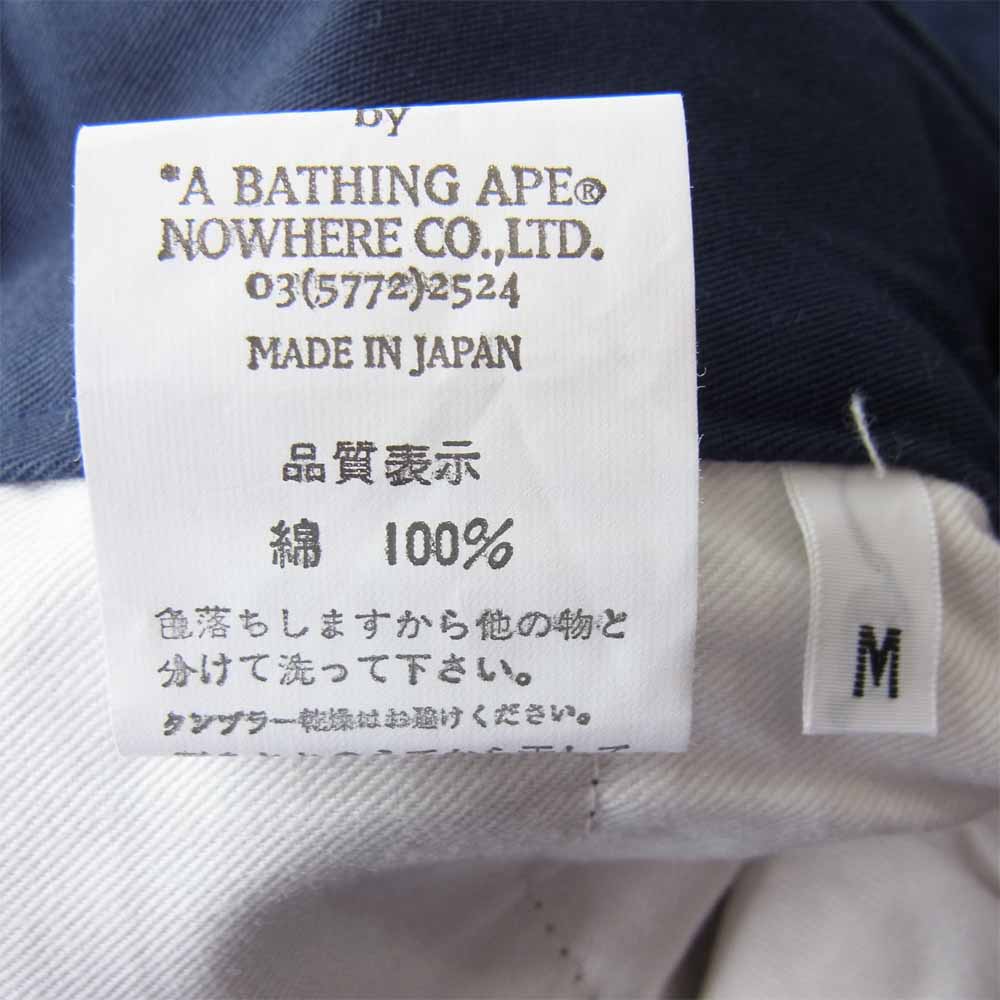 by
*A BATHING APE®
NOWHERE CO.,LTD.
03(5772)2524
MADE IN JAPAN
品質表示
綿 100%
色落ちしますから他の物と
分けて洗って下さい。
タンブラー乾燥はお避けください。
M